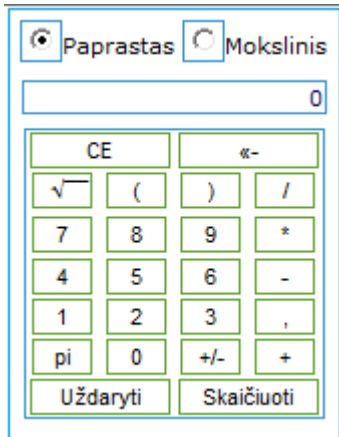 Paprastas Mokslinis
0
CE «-
√ ( ) /
7 8 9 *
4 5 6 -
1 2 3 ,
pi 0 +/- +
Uždaryti Skaičiuoti